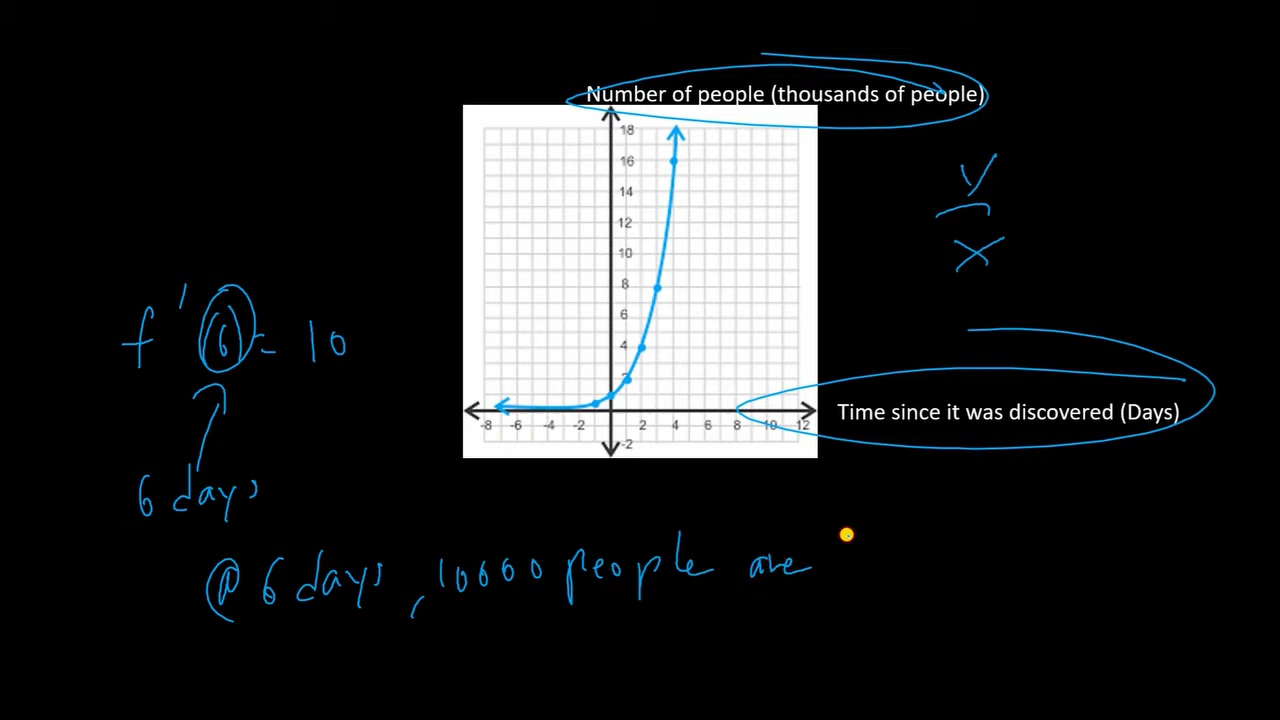 Number of people (thousands of people)
18
16
14
12
10
8
6
4
2
-8 -6 -4 -2 2 4 6 8 10 12
-2
Time since it was discovered (Days)
y
x
f'(6) = 10
6 days
@ 6 days, 10000 people are